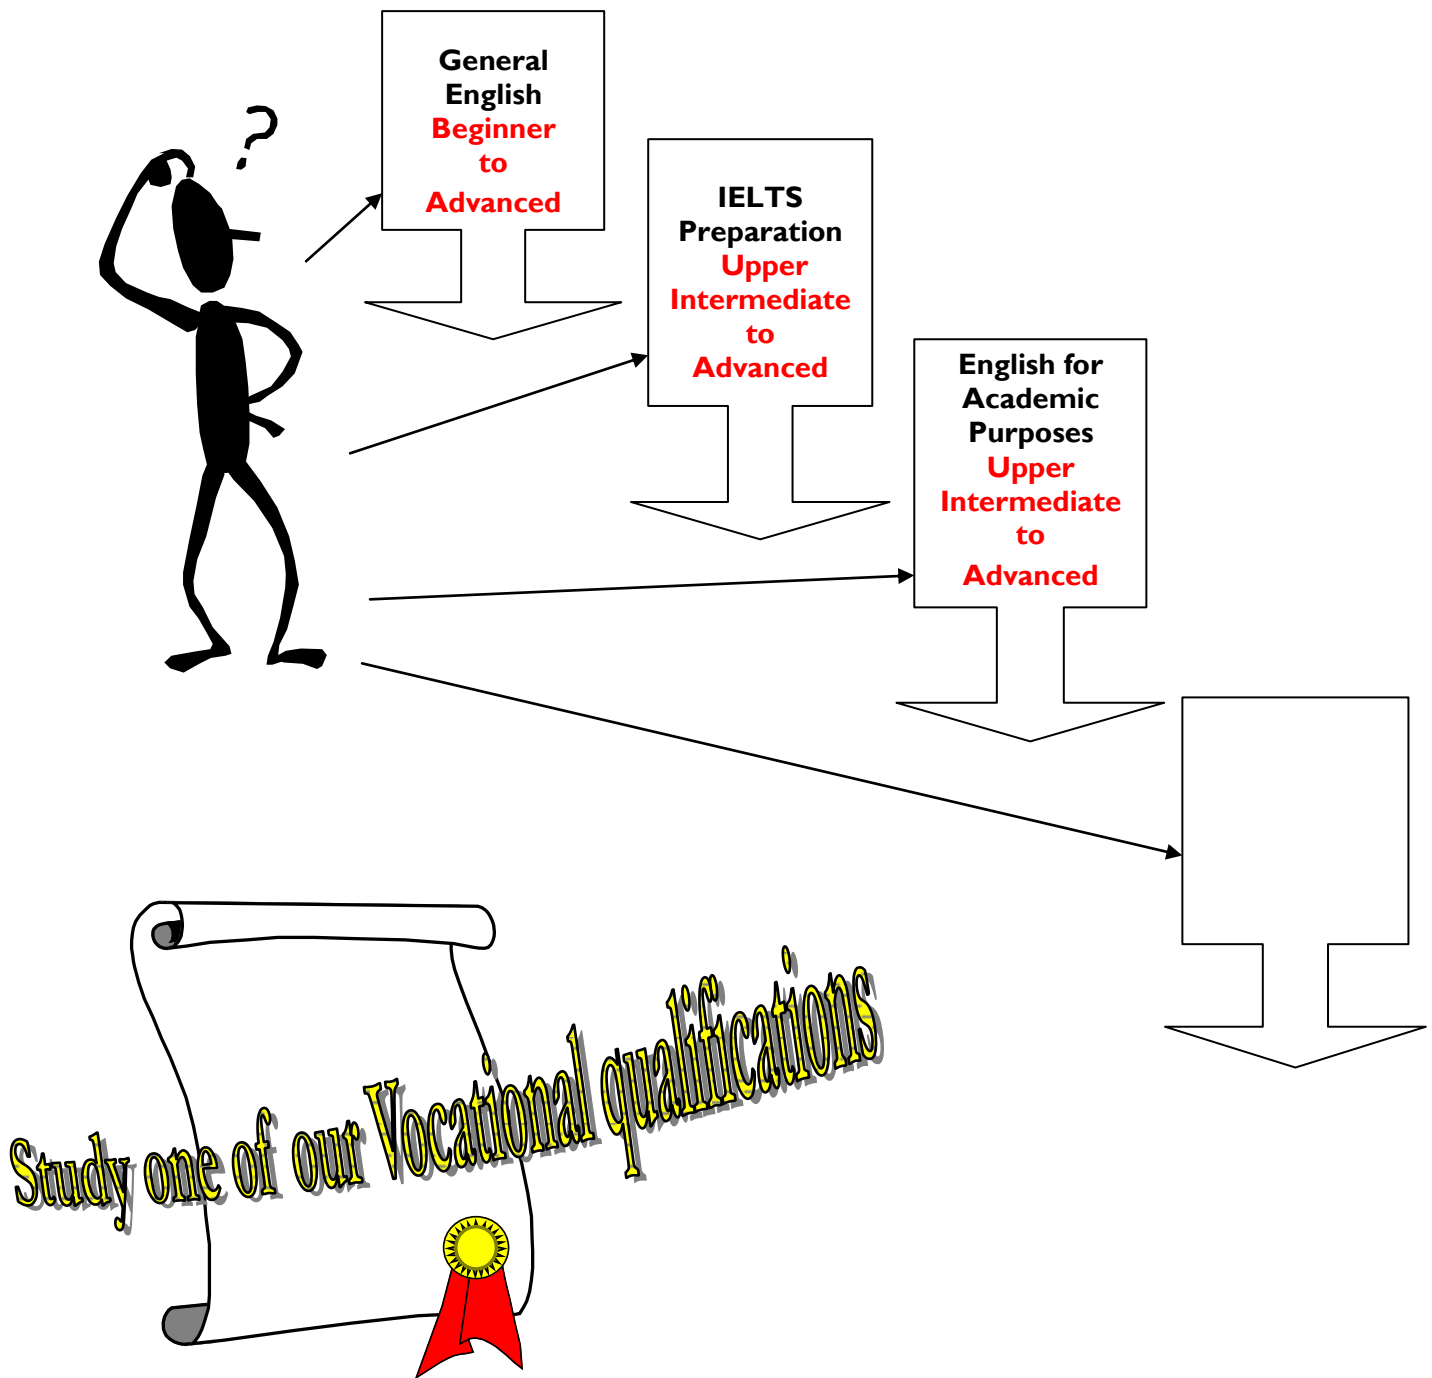 ?
General
English
Beginner
to
Advanced
IELTS
Preparation
Upper
Intermediate
to
Advanced
English for
Academic
Purposes
Upper
Intermediate
to
Advanced
Study one of our Vocational qualifications